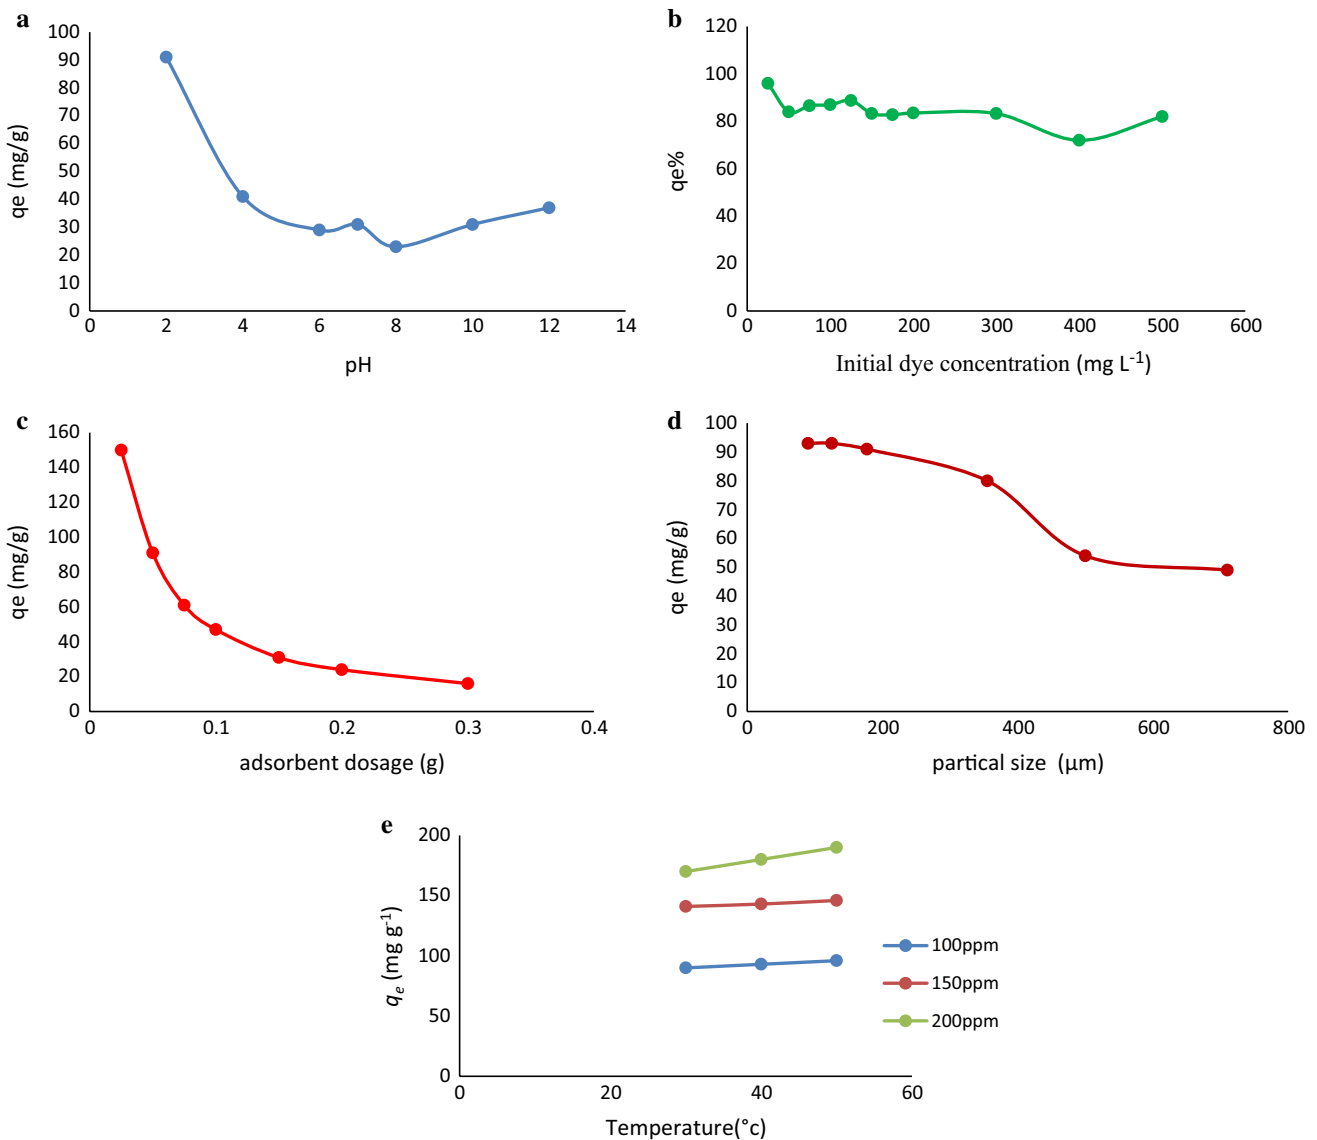 a
100
90
80
70
60
50
40
30
20
10
0
qe (mg/g)
0 2 4 6 8 10 12 14
pH
b
120
100
80
60
40
20
0
qe%
0 100 200 300 400 500 600
Initial dye concentration (mg L-1)
c
160
140
120
100
80
60
40
20
0
qe (mg/g)
0 0.1 0.2 0.3 0.4
adsorbent dosage (g)
d
100
90
80
70
60
50
40
30
20
10
0
qe (mg/g)
0 200 400 600 800
partical size (µm)
e
200
150
100
50
0
qe (mg g-1)
0 20 40 60
Temperature(°c)
100ppm
150ppm
200ppm